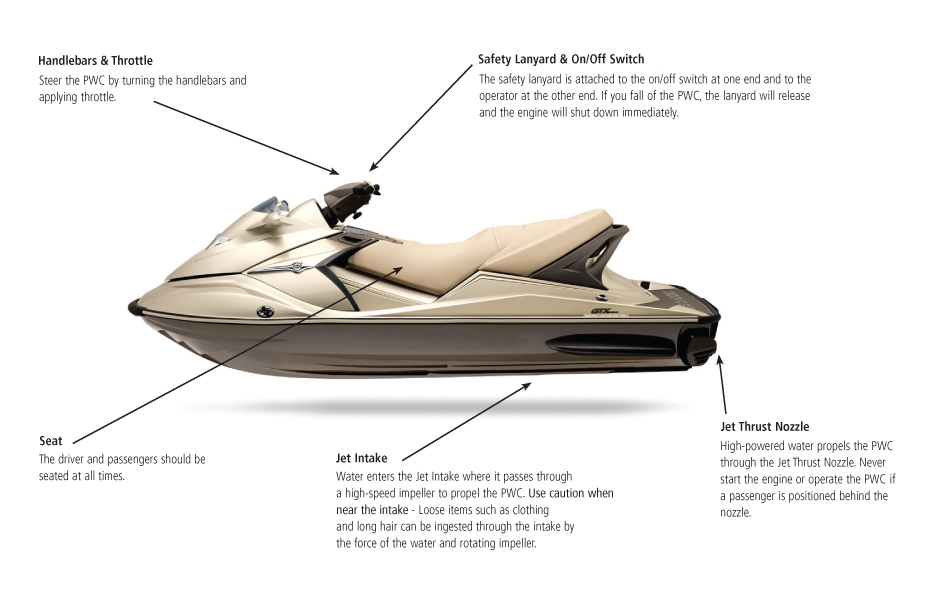 Handlebars & Throttle
Steer the PWC by turning the handlebars and
applying throttle.
Safety Lanyard & On/Off Switch
The safety lanyard is attached to the on/off switch at one end and to the
operator at the other end. If you fall of the PWC, the lanyard will release
and the engine will shut down immediately.
GTX
Seat
The driver and passengers should be
seated at all times.
Jet Intake
Water enters the Jet Intake where it passes through
a high-speed impeller to propel the PWC. Use caution when
near the intake - Loose items such as clothing
and long hair can be ingested through the intake by
the force of the water and rotating impeller.
Jet Thrust Nozzle
High-powered water propels the PWC
through the Jet Thrust Nozzle. Never
start the engine or operate the PWC if
a passenger is positioned behind the
nozzle.